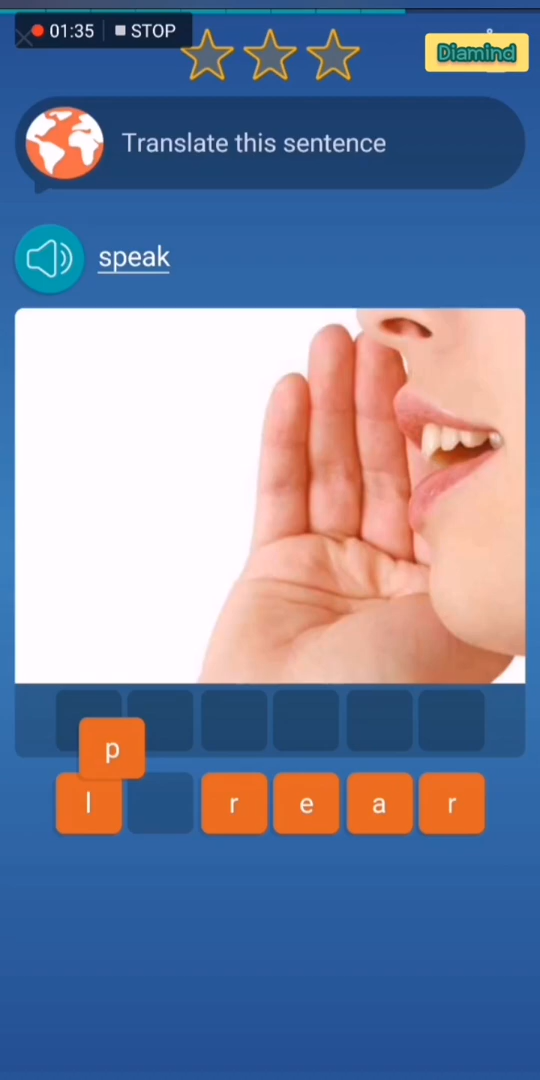 01:35 STOP
Diamind
Translate this sentence
speak
p
l r e a r